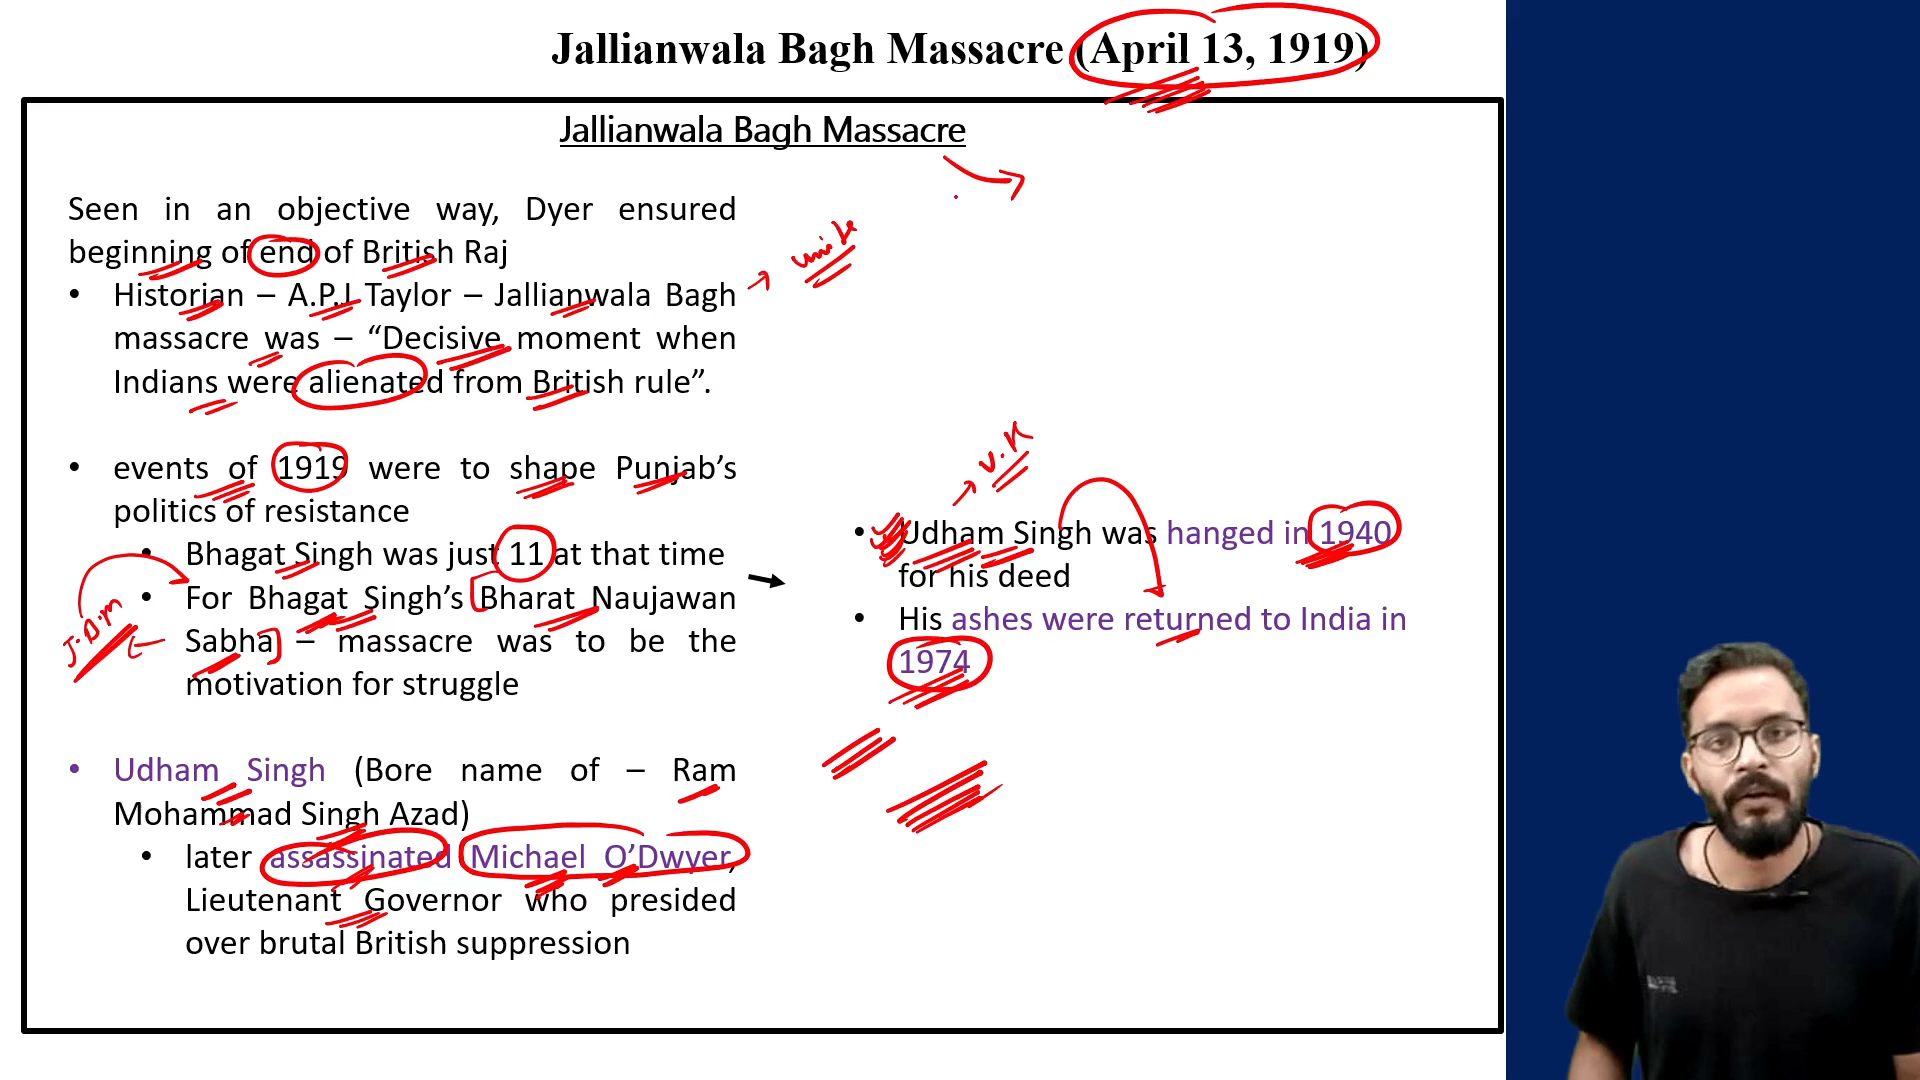 Jallianwala Bagh Massacre (April 13, 1919)
Jallianwala Bagh Massacre
Seen in an objective way, Dyer ensured
beginning of end of British Raj
• Historian – A.P.J Taylor – Jallianwala Bagh
massacre was – “Decisive moment when
Indians were alienated from British rule”.
• events of 1919 were to shape Punjab’s
politics of resistance
• Bhagat Singh was just 11 at that time
• For Bhagat Singh’s Bharat Naujawan
Sabha – massacre was to be the
motivation for struggle
• Udham Singh (Bore name of – Ram
Mohammad Singh Azad)
• later assassinated Michael O’Dwyer,
Lieutenant Governor who presided
over brutal British suppression
U.K
• Udham Singh was hanged in 1940
for his deed
• His ashes were returned to India in
1974